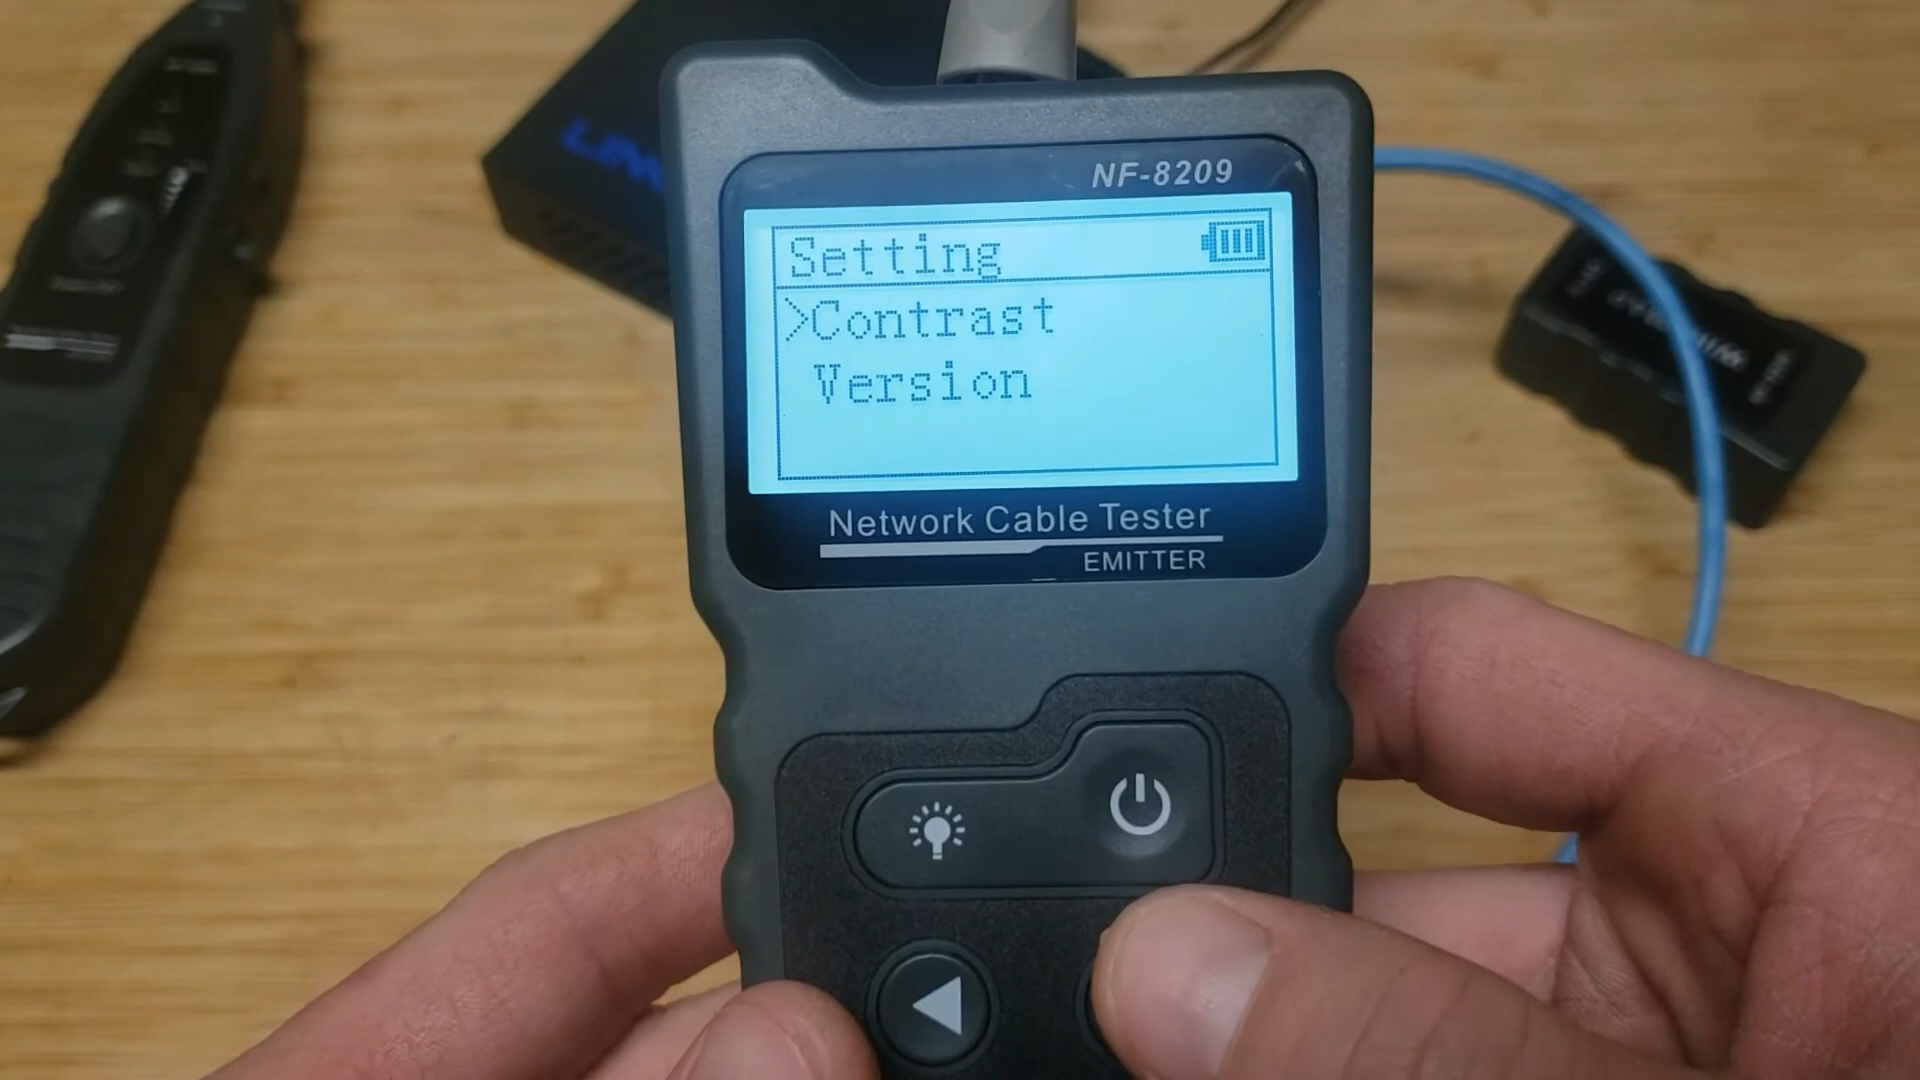 NF-8209
Setting
>Contrast
Version
Network Cable Tester
EMITTER